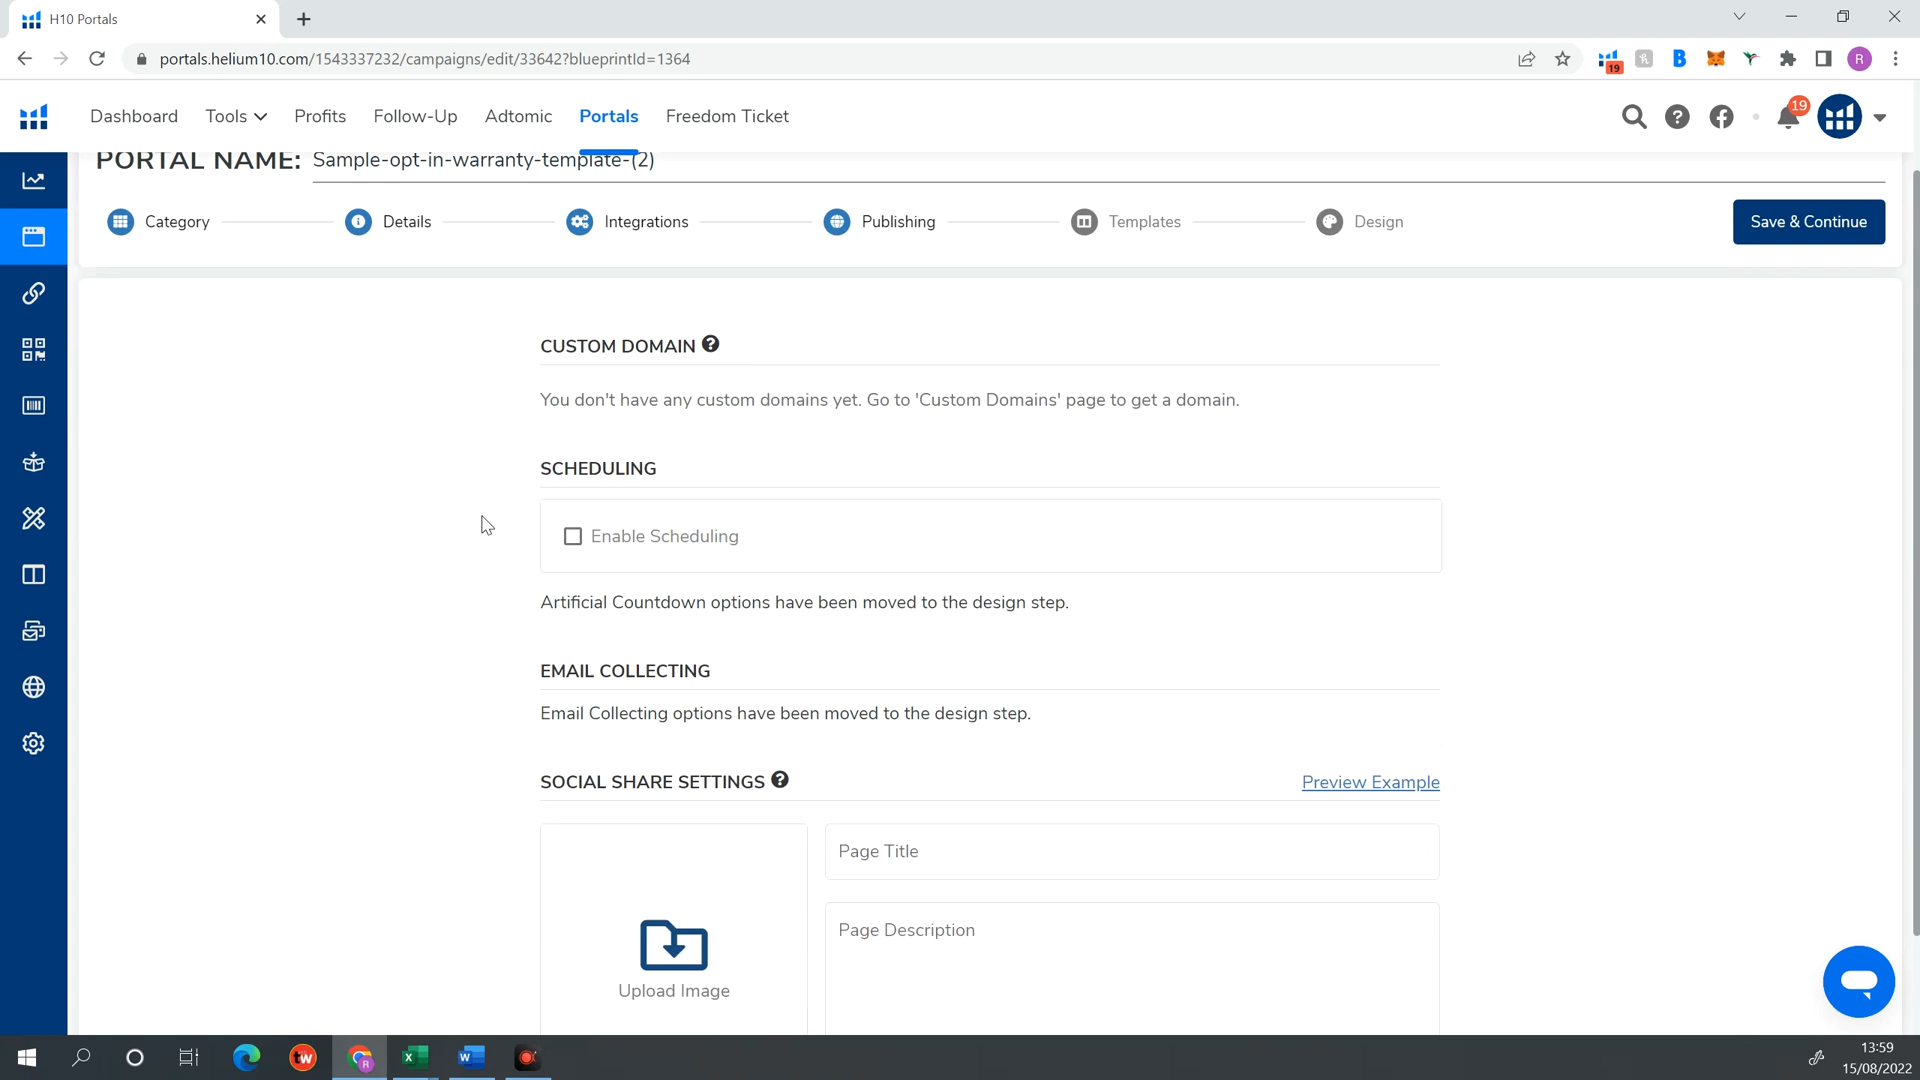 H10 Portals
portals.helium10.com/1543337232/campaigns/edit/33642?blueprintId=1364
19
B
R
Dashboard Tools Profits Follow-Up Adtomic Portals Freedom Ticket
19
PORTAL NAME: Sample-opt-in-warranty-template-(2)
Category Details Integrations Publishing Templates Design
Save & Continue
CUSTOM DOMAIN
You don't have any custom domains yet. Go to 'Custom Domains' page to get a domain.
SCHEDULING
Enable Scheduling
Artificial Countdown options have been moved to the design step.
EMAIL COLLECTING
Email Collecting options have been moved to the design step.
SOCIAL SHARE SETTINGS
Preview Example
Page Title
Page Description
Upload Image
tw
13:59
15/08/2022